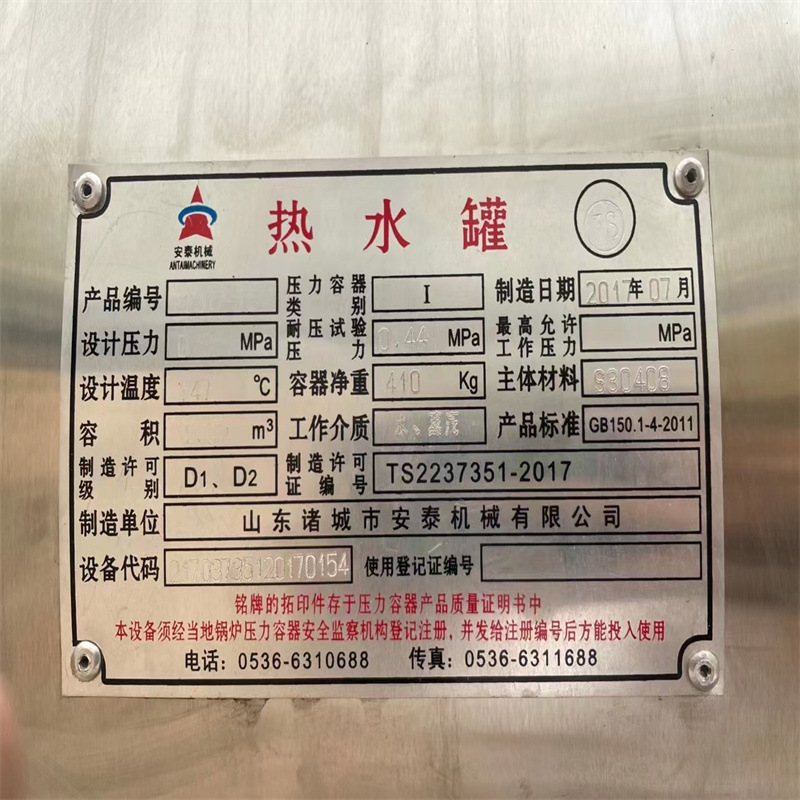 安泰机械
ANTAIMACHINERY
热水罐
TS
产品编号 压力容器类别 I 制造日期 2017年07月
设计压力 MPa 耐压试验压力 0.44 MPa 最高允许工作压力 MPa
设计温度 147 ℃ 容器净重 410 Kg 主体材料 S30408
容积 m³ 工作介质 水、蒸汽 产品标准 GB150.1-4-2011
制造许可级别 D1、D2 制造许可证编号 TS2237351-2017
制造单位 山东诸城市安泰机械有限公司
设备代码 使用登记证编号
铭牌的拓印件存于压力容器产品质量证明书中
本设备须经当地锅炉压力容器安全监察机构登记注册,并发给注册编号后方能投入使用
电话:0536-6310688 传真:0536-6311688